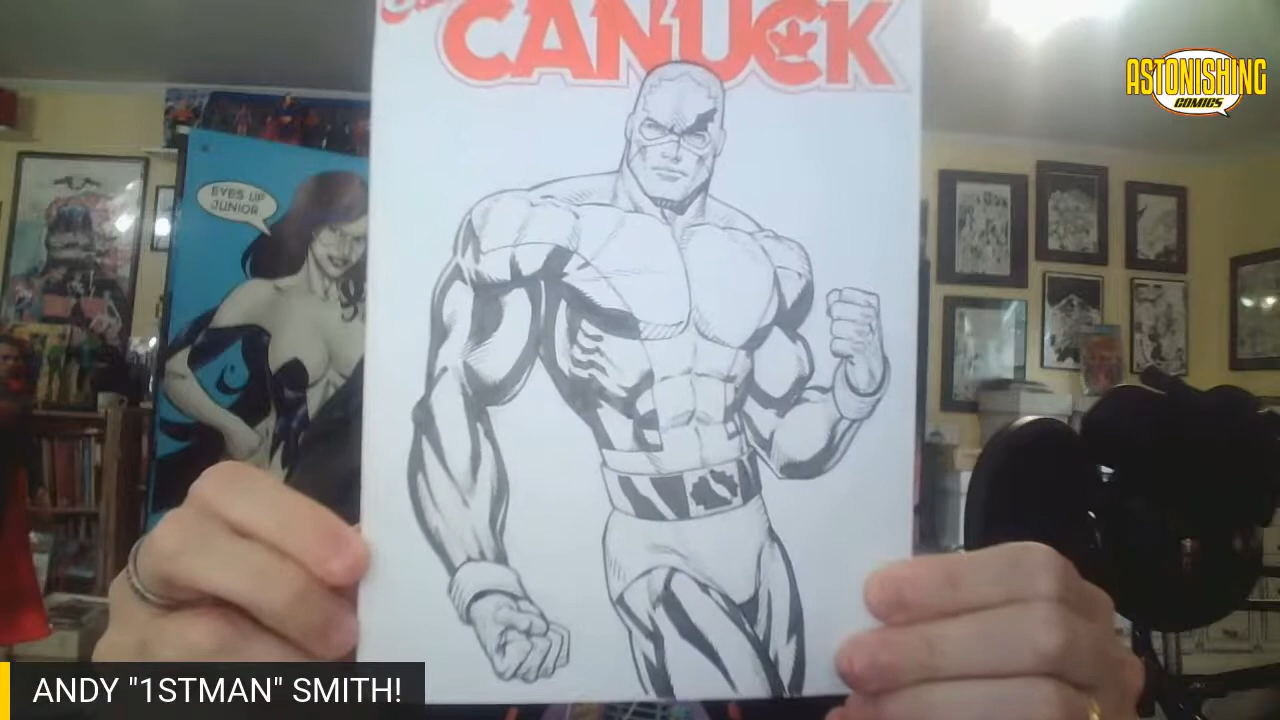 CANUCK
ASTONISHING
COMICS
EYES UP
JUNIOR
ANDY "1STMAN" SMITH!